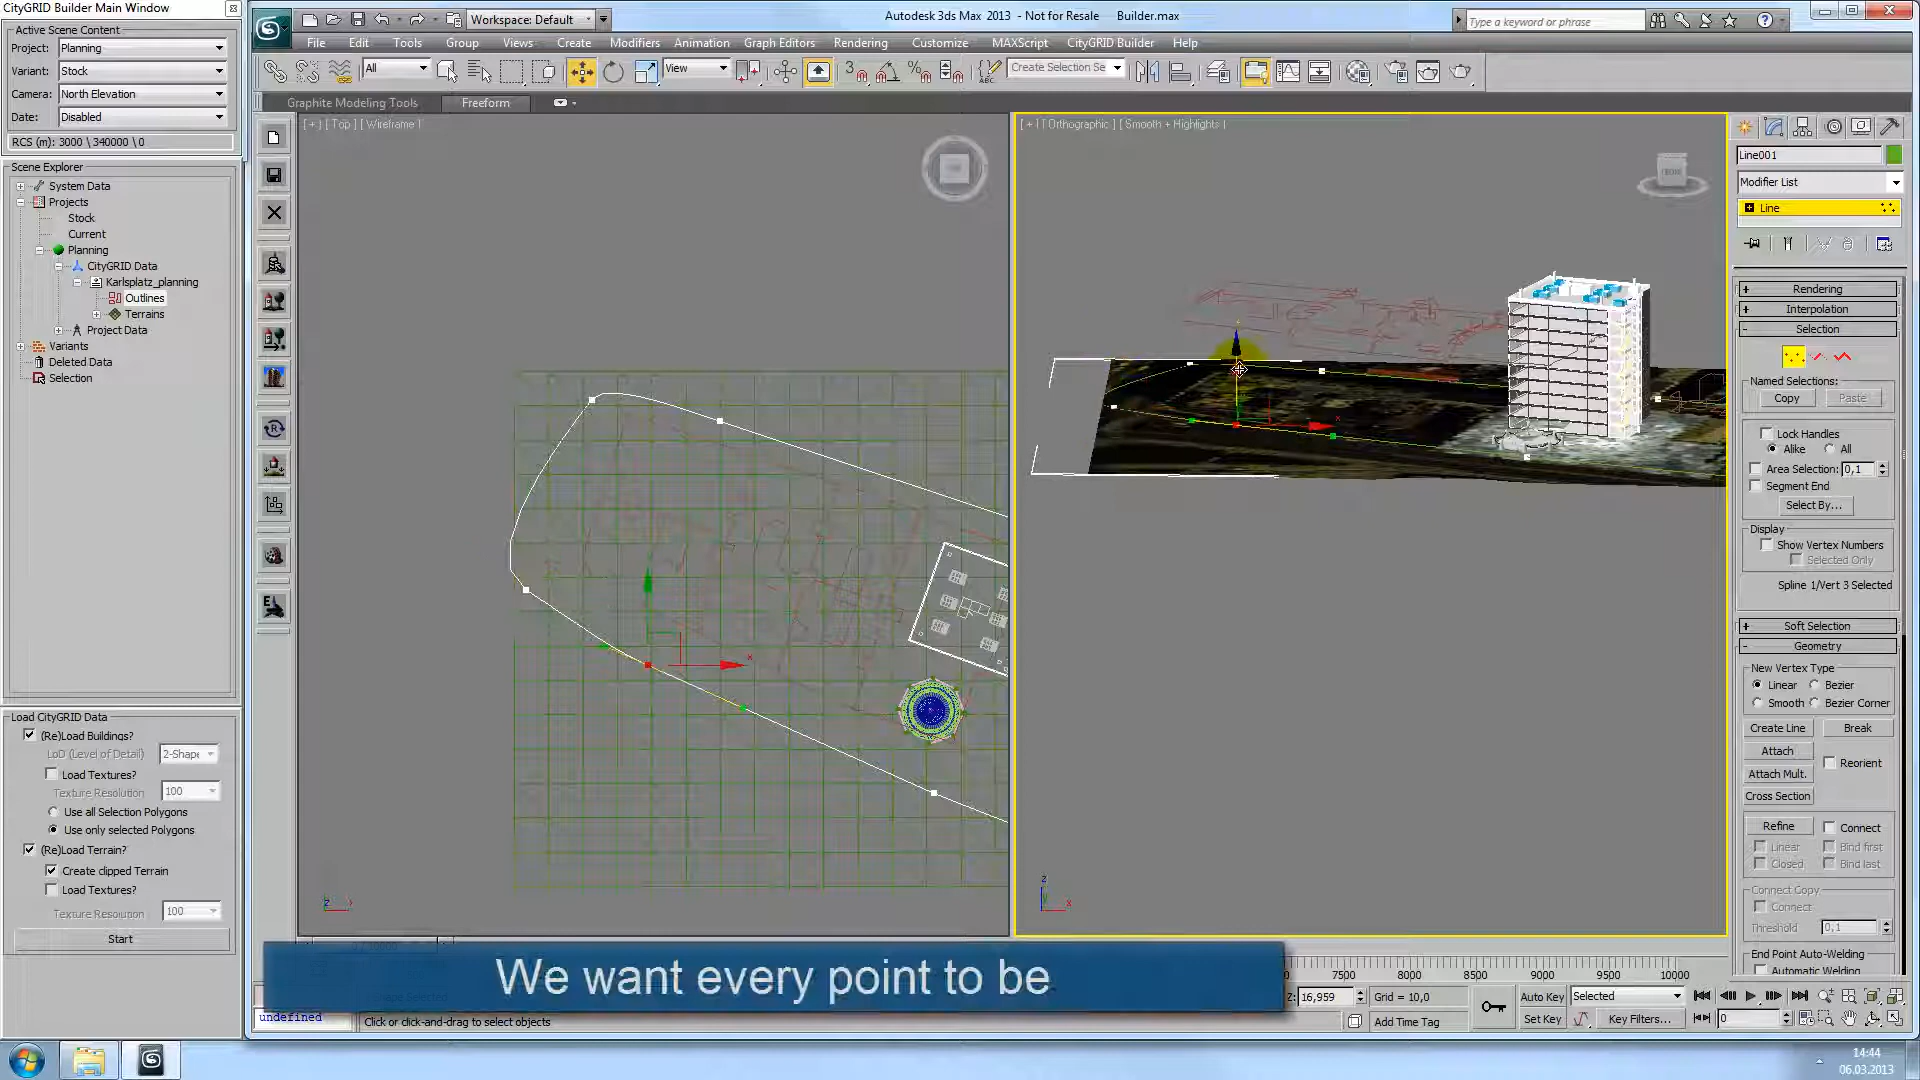 CityGRID Builder Main Window
Active Scene Content
Project: Planning
Variant: Stock
Camera: North Elevation
Date: Disabled
RCS (m): 3000 \ 340000 \ 0
Scene Explorer
System Data
Projects
Stock
Current
Planning
CityGRID Data
Karlsplatz_planning
Outlines
Terrains
Project Data
Variants
Deleted Data
Selection
Load CityGRID Data
(Re)Load Buildings?
LoD (Level of Detail) 2-Shape
Load Textures?
Texture Resolution 100
Use all Selection Polygons
Use only selected Polygons
(Re)Load Terrain?
Create clipped Terrain
Load Textures?
Texture Resolution 100
Start
Workspace: Default
Autodesk 3ds Max 2013 - Not for Resale Builder.max
Type a keyword or phrase
File Edit Tools Group Views Create Modifiers Animation Graph Editors Rendering Customize MAXScript CityGRID Builder Help
All View Create Selection Se
Graphite Modeling Tools Freeform
[ + ] [ Top ] [ Wireframe ]
[ + ] [ Orthographic ] [ Smooth + Highlights ]
Line001
Modifier List
Line
Rendering
Interpolation
Selection
Named Selections:
Copy Paste
Lock Handles
Alike All
Area Selection: 0,1
Segment End
Select By...
Display
Show Vertex Numbers
Selected Only
Spline 1/Vert 3 Selected
Soft Selection
Geometry
New Vertex Type
Linear Bezier
Smooth Bezier Corner
Create Line Break
Attach
Reorient
Attach Mult.
Cross Section
Refine Connect
Linear Bind first
Closed Bind last
Connect Copy
Connect
Threshold 0,1
End Point Auto-Welding
Automatic Welding
We want every point to be
7500 8000 8500 9000 9500 10000
Z: 16,959 Grid = 10,0 Auto Key Selected
undefined Click or click-and-drag to select objects Add Time Tag Set Key Key Filters... 0
14:44
06.03.2013